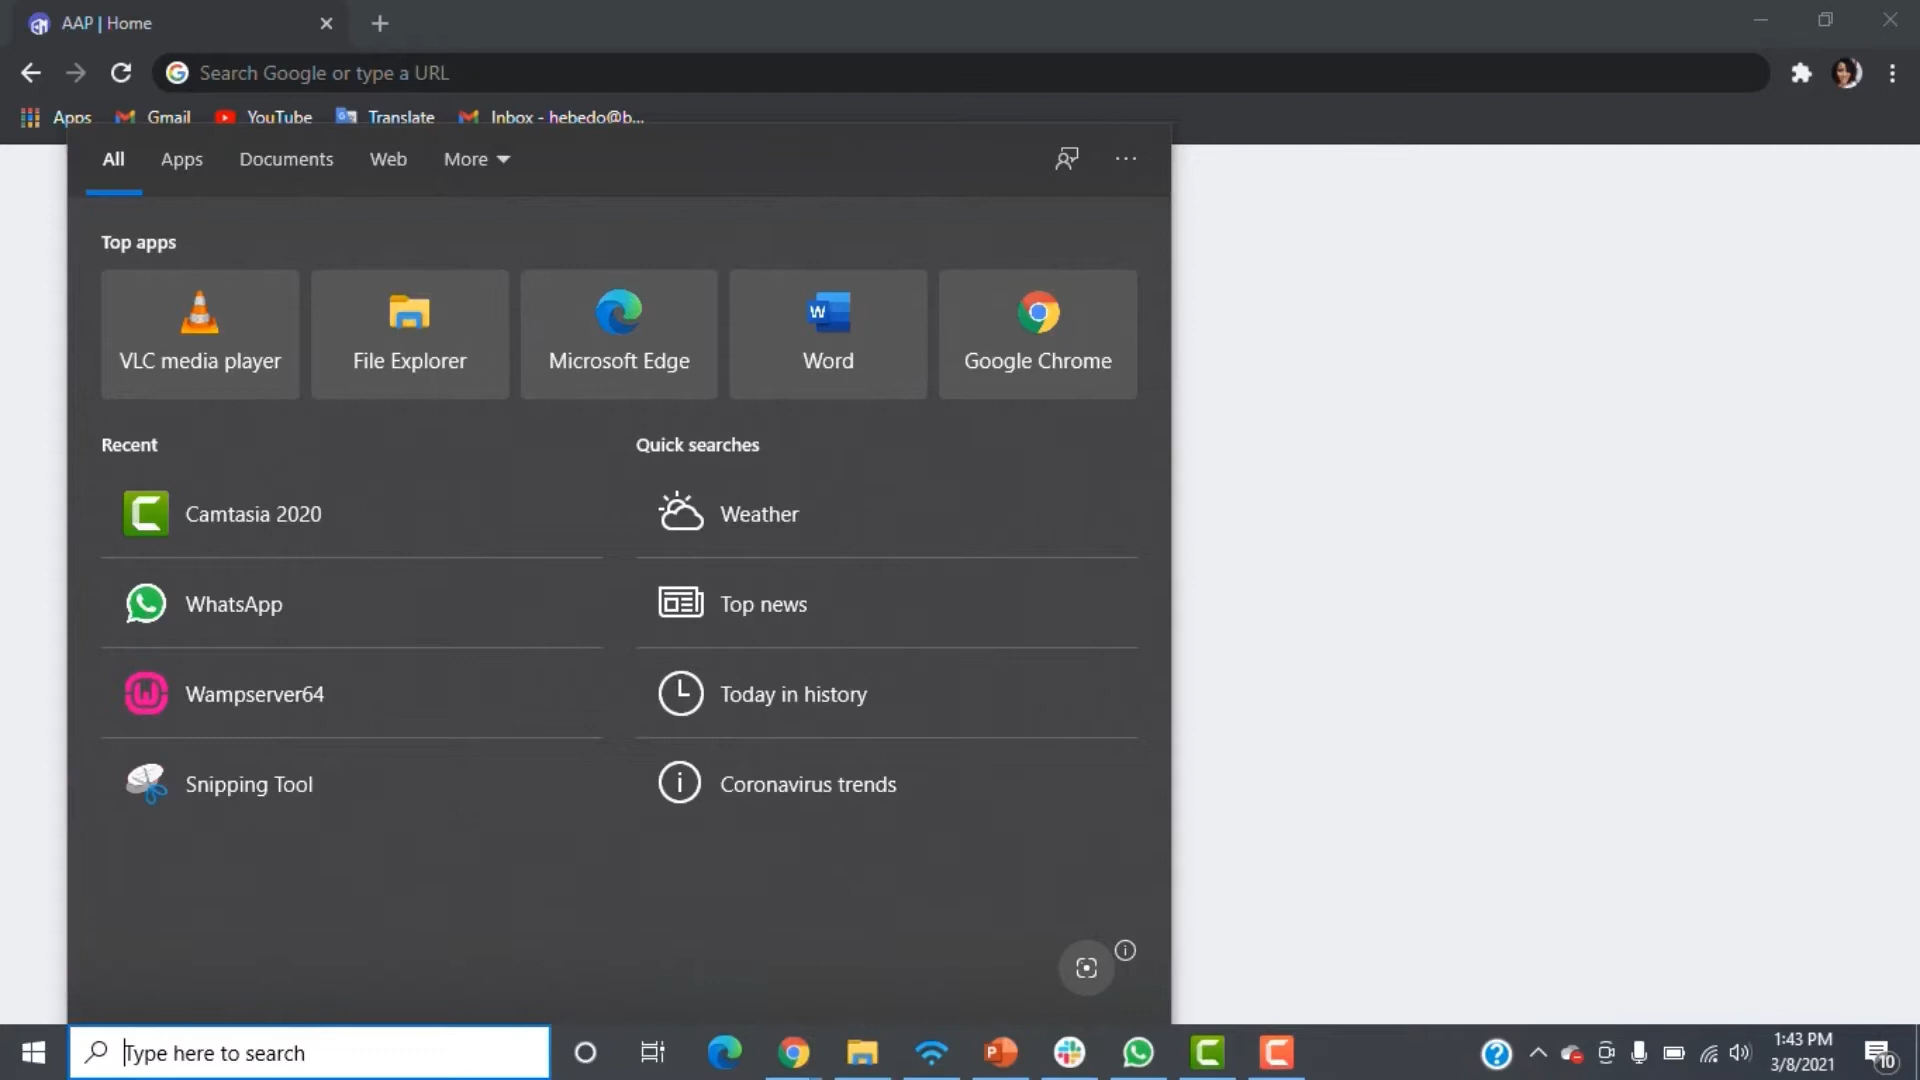 AAP | Home
Search Google or type a URL
Apps Gmail YouTube Translate Inbox - hebedo@b...
All Apps Documents Web More
Top apps
VLC media player File Explorer Microsoft Edge Word Google Chrome
Recent Quick searches
Camtasia 2020 Weather
WhatsApp Top news
Wampserver64 Today in history
Snipping Tool Coronavirus trends
Type here to search
1:43 PM
3/8/2021
10